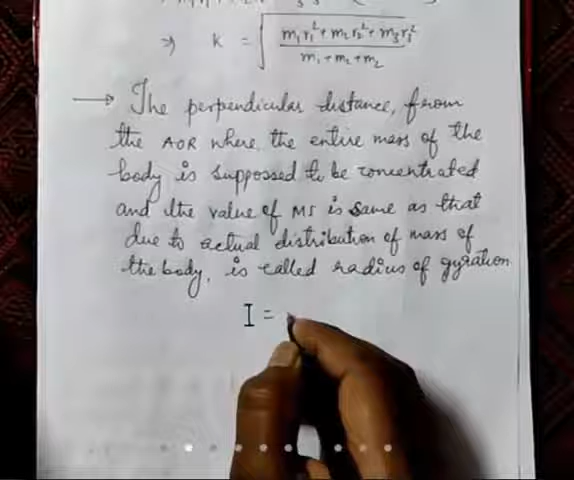 ⇒ K = √((m₁r₁² + m₂r₂² + m₃r₃²) / (m₁ + m₂ + m₂))
→ The perpendicular distance, from
the AOR where the entire mass of the
body is suppossed to be concentrated
and the value of MI is same as that
due to actual distribution of mass of
the body, is called radius of gyration
I =